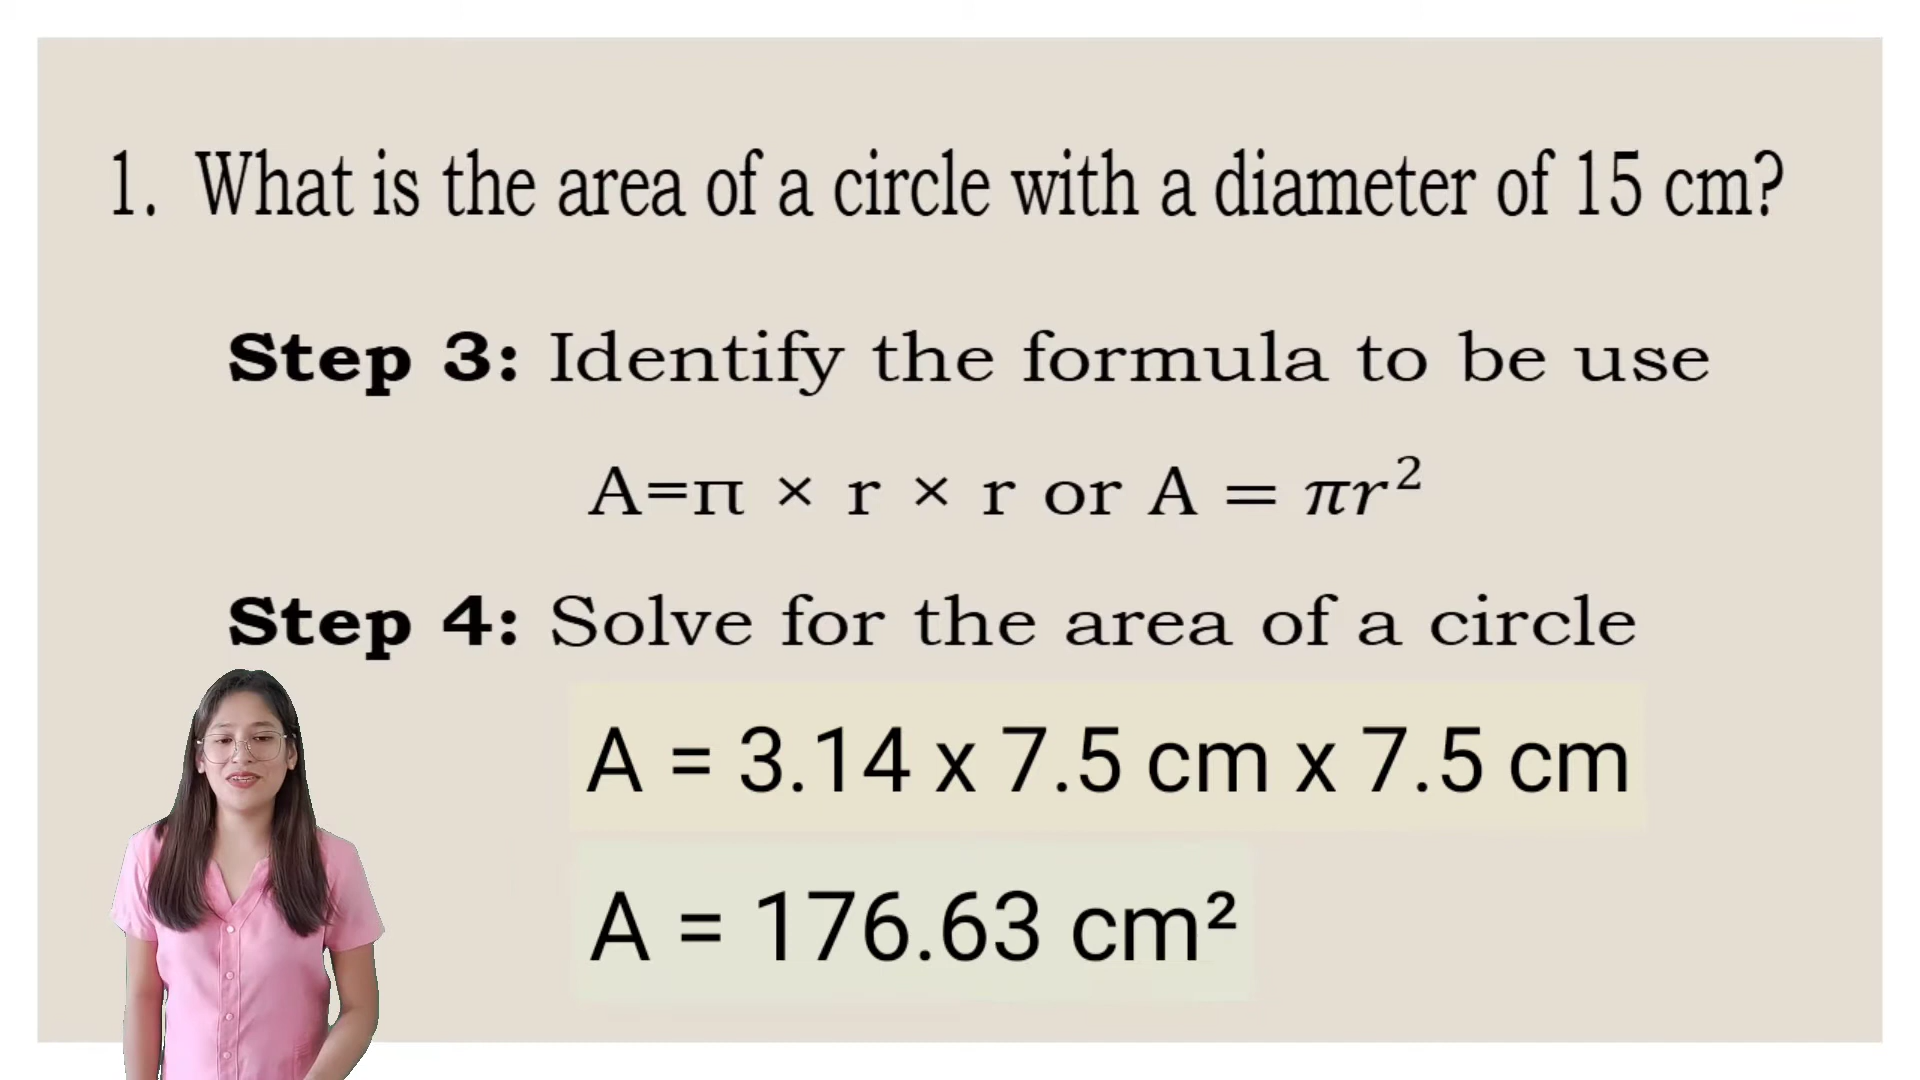 1. What is the area of a circle with a diameter of 15 cm?
Step 3: Identify the formula to be use
A=π × r × r or A = πr²
Step 4: Solve for the area of a circle
A = 3.14 x 7.5 cm x 7.5 cm
A = 176.63 cm²